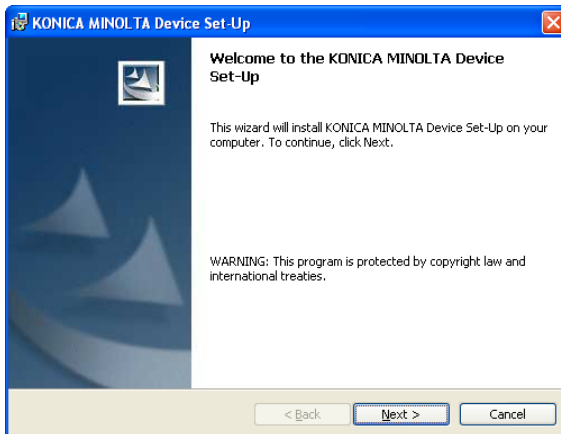 KONICA MINOLTA Device Set-Up
Welcome to the KONICA MINOLTA Device
Set-Up
This wizard will install KONICA MINOLTA Device Set-Up on your
computer. To continue, click Next.
WARNING: This program is protected by copyright law and
international treaties.
< Back
Next >
Cancel